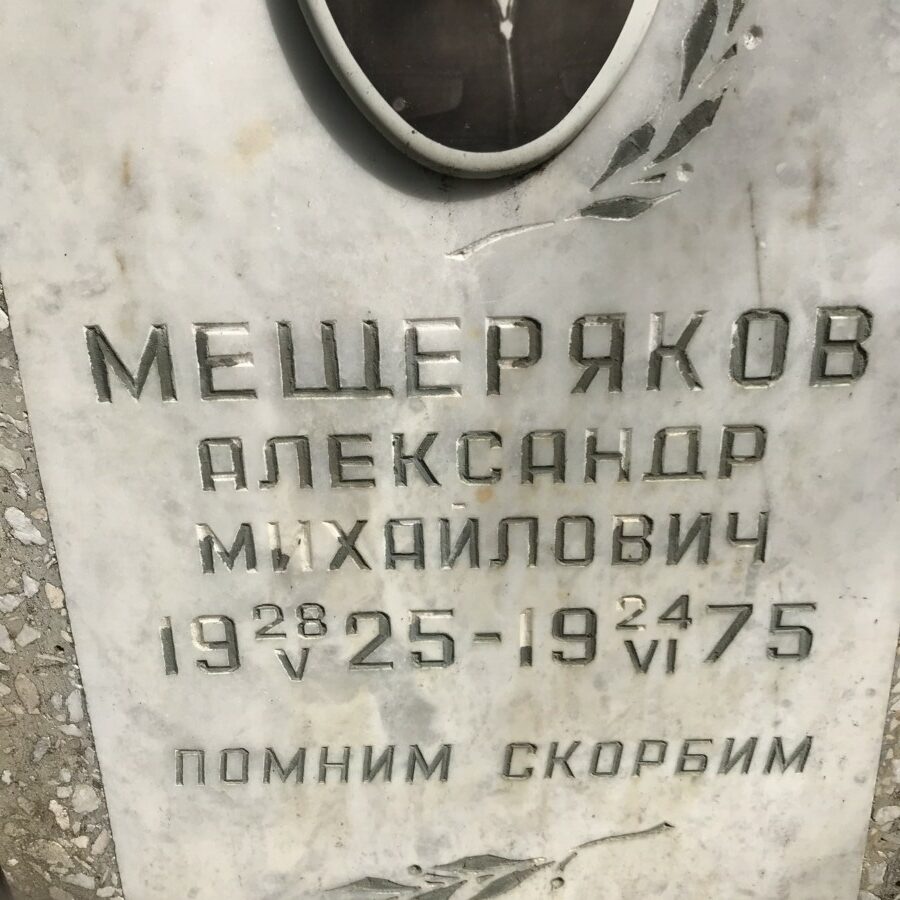 МЕЩЕРЯКОВ
АЛЕКСАНДР
МИХАЙЛОВИЧ
19 28/V 25 - 19 24/VI 75
ПОМНИМ СКОРБИМ